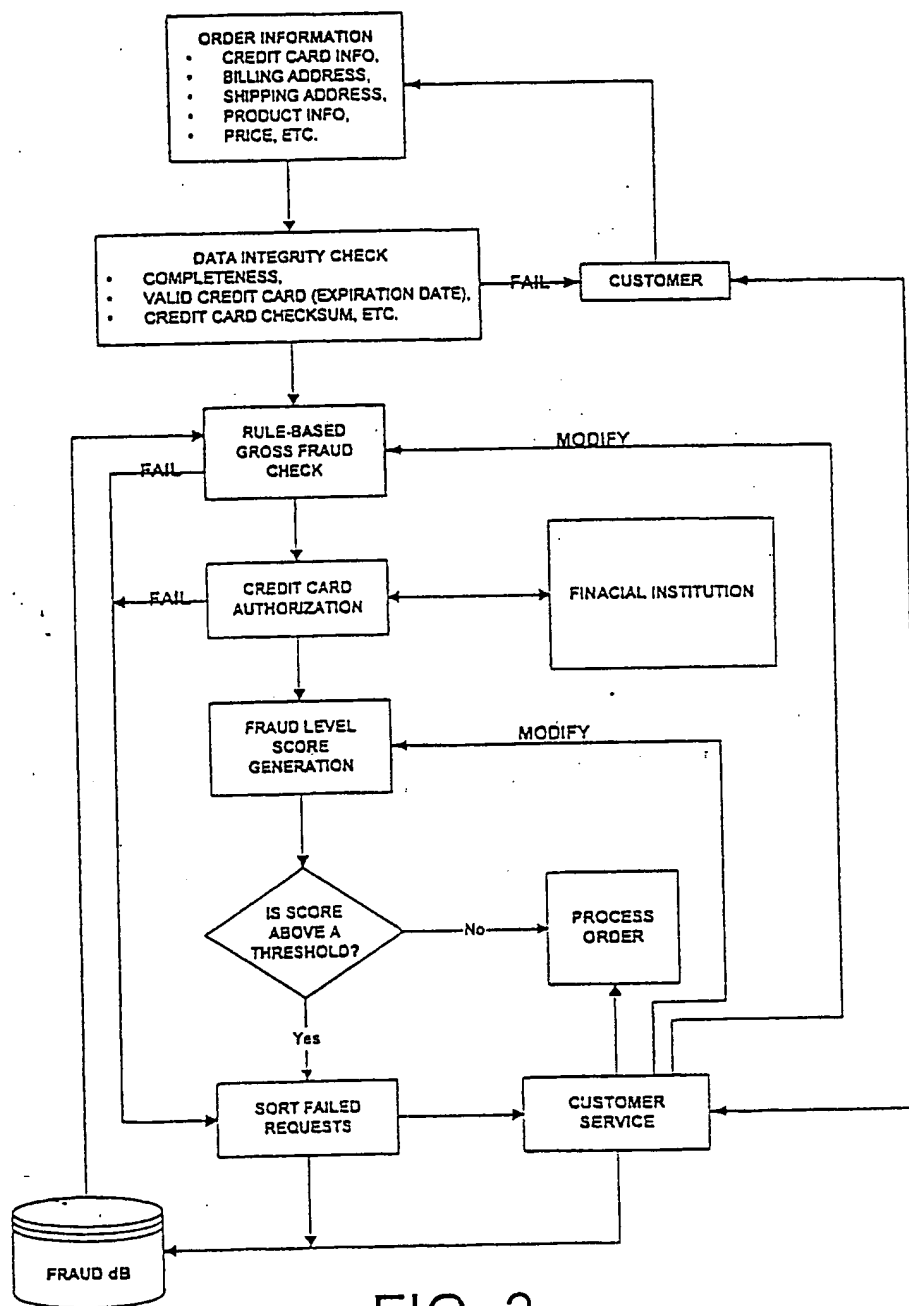 ORDER INFORMATION
• CREDIT CARD INFO,
• BILLING ADDRESS,
• SHIPPING ADDRESS,
• PRODUCT INFO,
• PRICE, ETC.
DATA INTEGRITY CHECK
• COMPLETENESS,
• VALID CREDIT CARD (EXPIRATION DATE),
• CREDIT CARD CHECKSUM, ETC.
FAIL
CUSTOMER
RULE-BASED
GROSS FRAUD
CHECK
MODIFY
FAIL
CREDIT CARD
AUTHORIZATION
FAIL
FINACIAL INSTITUTION
FRAUD LEVEL
SCORE
GENERATION
MODIFY
IS SCORE
ABOVE A
THRESHOLD?
No
PROCESS
ORDER
Yes
SORT FAILED
REQUESTS
CUSTOMER
SERVICE
FRAUD dB